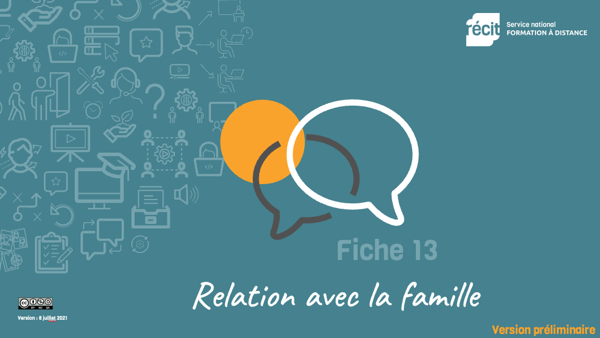 récit
Service national
FORMATION À DISTANCE
Fiche 13
Relation avec la famille
Version : 8 juillet 2021
Version préliminaire